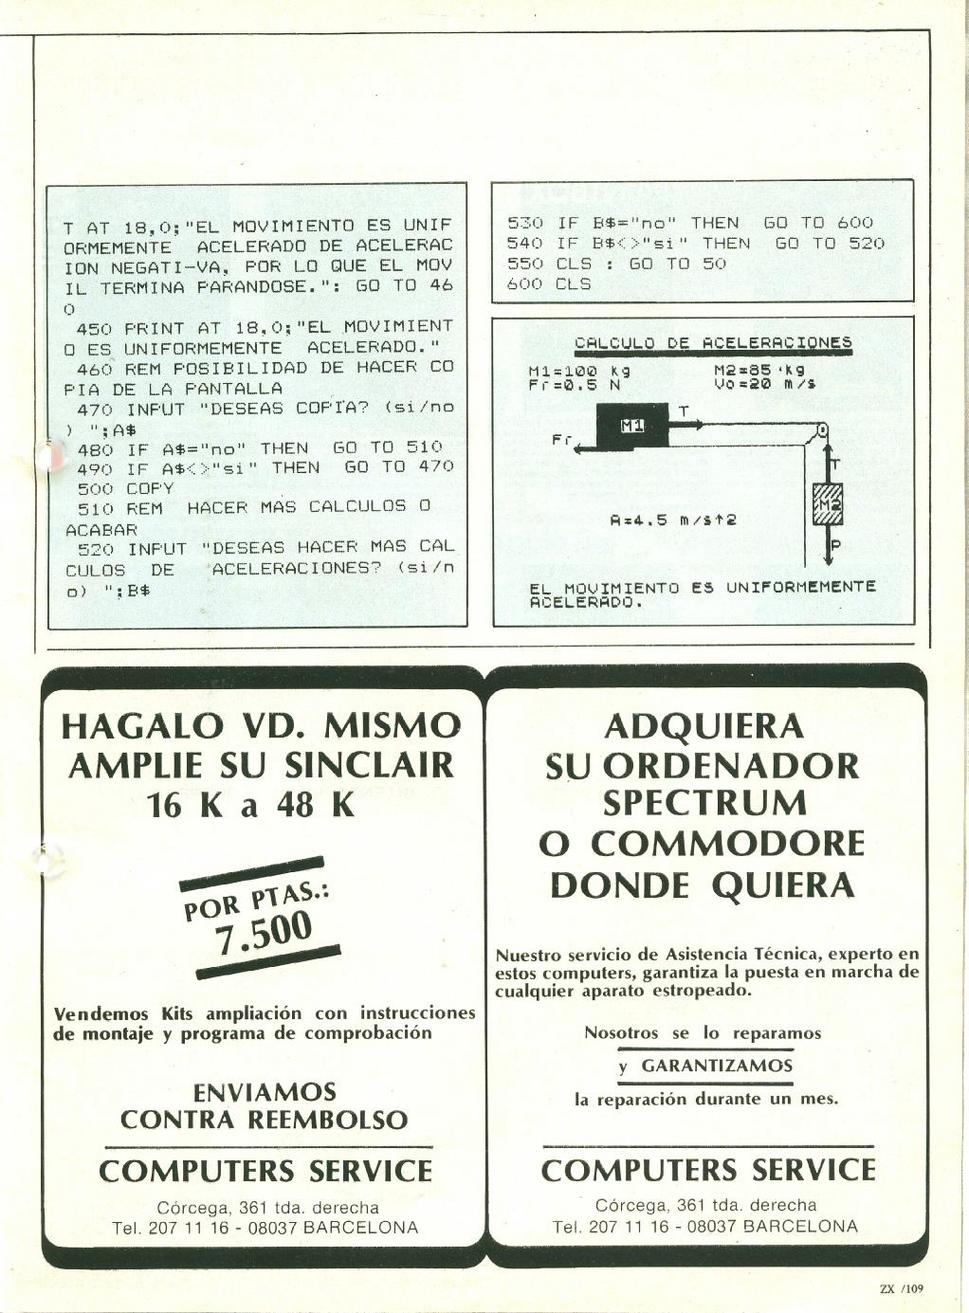 T AT 18,0;"EL MOVIMIENTO ES UNIF
ORMEMENTE  ACELERADO DE ACELERAC
ION NEGATI-VA, POR LO QUE EL MOV
IL TERMINA PARANDOSE.": GO TO 46
0
450 PRINT AT 18,0;"EL MOVIMIENT
O ES UNIFORMEMENTE  ACELERADO."
460 REM POSIBILIDAD DE HACER CO
PIA DE LA PANTALLA
470 INPUT "DESEAS COPIA? (si/no
) ";A$
480 IF A$="no" THEN  GO TO 510
490 IF A$<>"si" THEN  GO TO 470
500 COPY
510 REM  HACER MAS CALCULOS O
ACABAR
520 INPUT "DESEAS HACER MAS CAL
CULOS  DE   ACELERACIONES? (si/n
o) ";B$
530 IF B$="no" THEN  GO TO 600
540 IF B$<>"si" THEN  GO TO 520
550 CLS : GO TO 50
600 CLS
CALCULO DE ACELERACIONES
M1=100 kg M2=85 kg
Fr=0.5 N Vo=20 m/s
M1
T
Fr
T
M2
P
A=4.5 m/s↑2
EL MOVIMIENTO ES UNIFORMEMENTE
ACELERADO.
HAGALO VD. MISMO
AMPLIE SU SINCLAIR
16 K a 48 K
POR PTAS.:
7.500
Vendemos Kits ampliación con instrucciones
de montaje y programa de comprobación
ENVIAMOS
CONTRA REEMBOLSO
COMPUTERS SERVICE
Córcega, 361 tda. derecha
Tel. 207 11 16 - 08037 BARCELONA
ADQUIERA
SU ORDENADOR
SPECTRUM
O COMMODORE
DONDE QUIERA
Nuestro servicio de Asistencia Técnica, experto en
estos computers, garantiza la puesta en marcha de
cualquier aparato estropeado.
Nosotros se lo reparamos
y GARANTIZAMOS
la reparación durante un mes.
COMPUTERS SERVICE
Córcega, 361 tda. derecha
Tel. 207 11 16 - 08037 BARCELONA
ZX /109